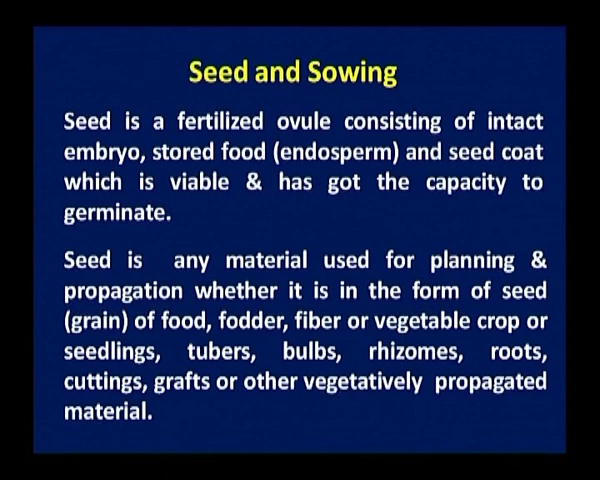 Seed and Sowing
Seed is a fertilized ovule consisting of intact
embryo, stored food (endosperm) and seed coat
which is viable & has got the capacity to
germinate.
Seed is any material used for planning &
propagation whether it is in the form of seed
(grain) of food, fodder, fiber or vegetable crop or
seedlings, tubers, bulbs, rhizomes, roots,
cuttings, grafts or other vegetatively propagated
material.